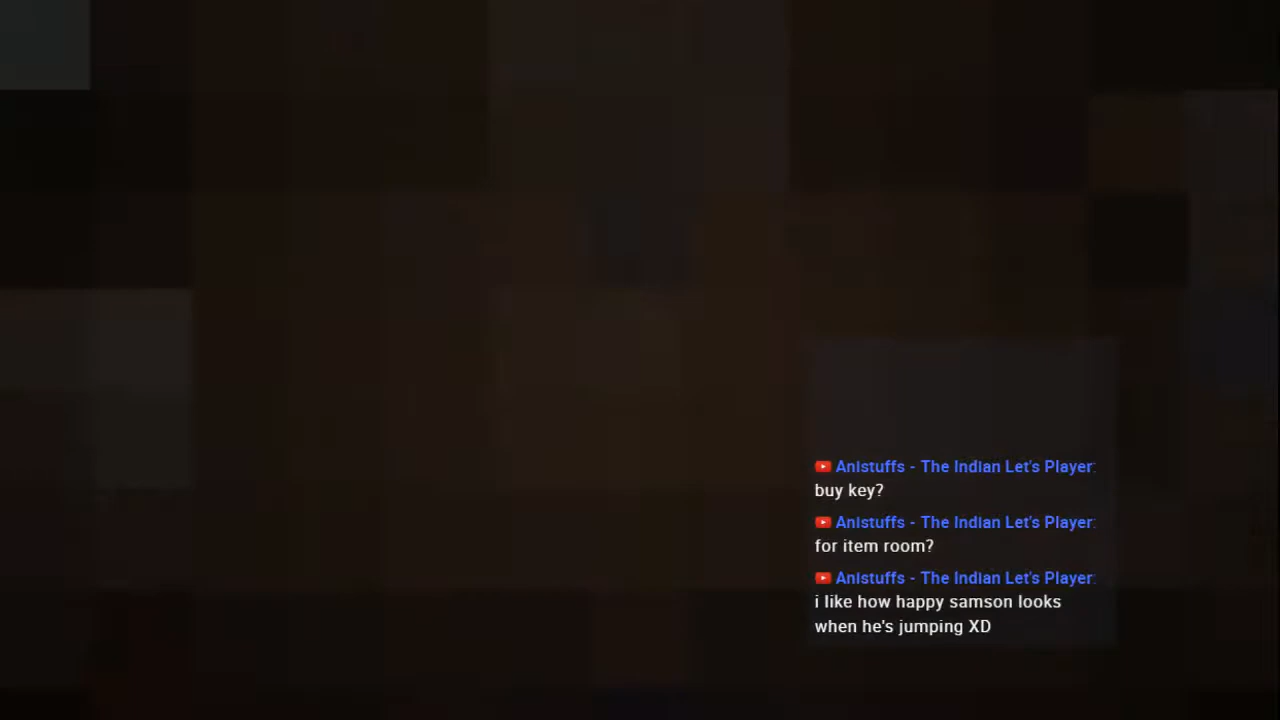 Anistuffs - The Indian Let's Player:
buy key?
Anistuffs - The Indian Let's Player:
for item room?
Anistuffs - The Indian Let's Player:
i like how happy samson looks
when he's jumping XD